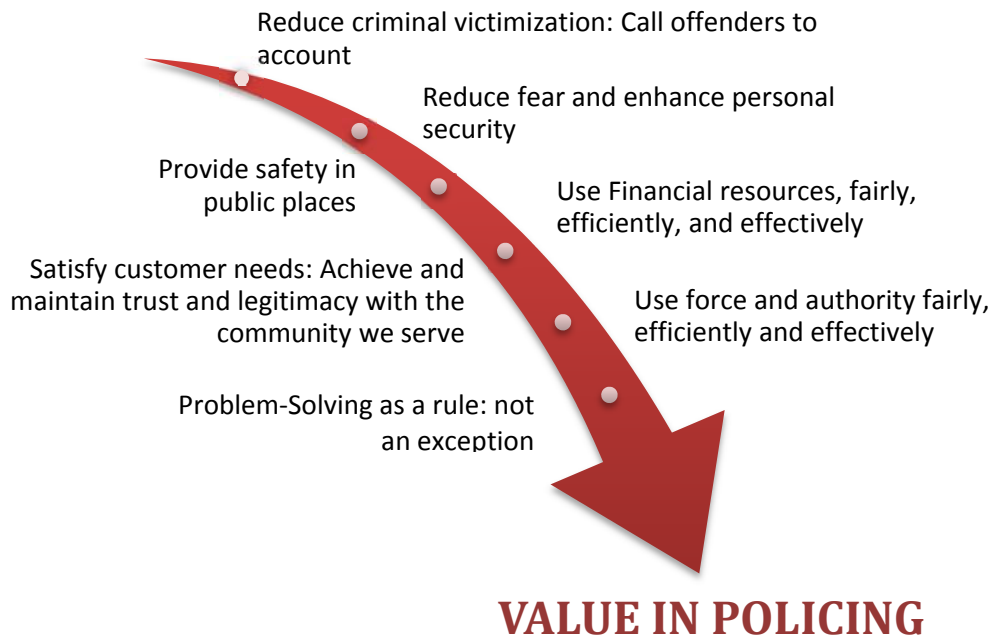 Reduce criminal victimization: Call offenders to
account
Reduce fear and enhance personal
security
Provide safety in
public places
Use Financial resources, fairly,
efficiently, and effectively
Satisfy customer needs: Achieve and
maintain trust and legitimacy with the
community we serve
Use force and authority fairly,
efficiently and effectively
Problem-Solving as a rule: not
an exception
VALUE IN POLICING